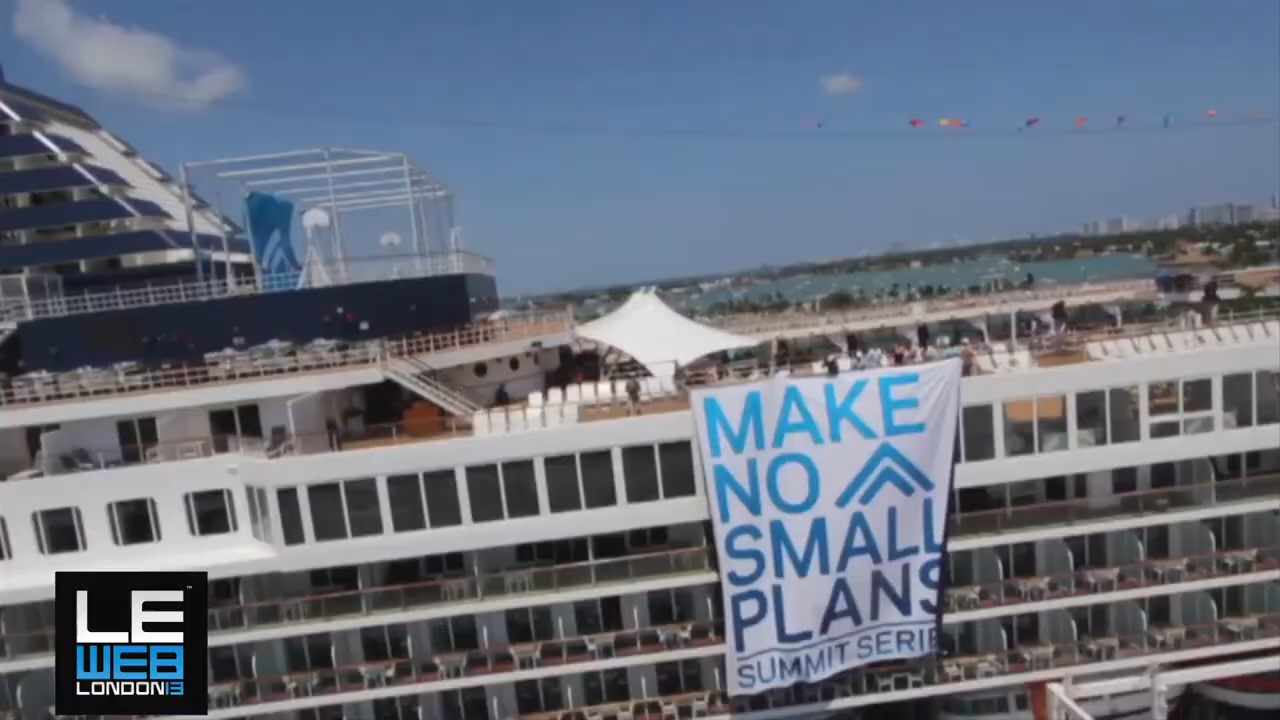 MAKE
NO
SMALL
PLANS
SUMMIT SERIE
LE
WEB
LONDON13